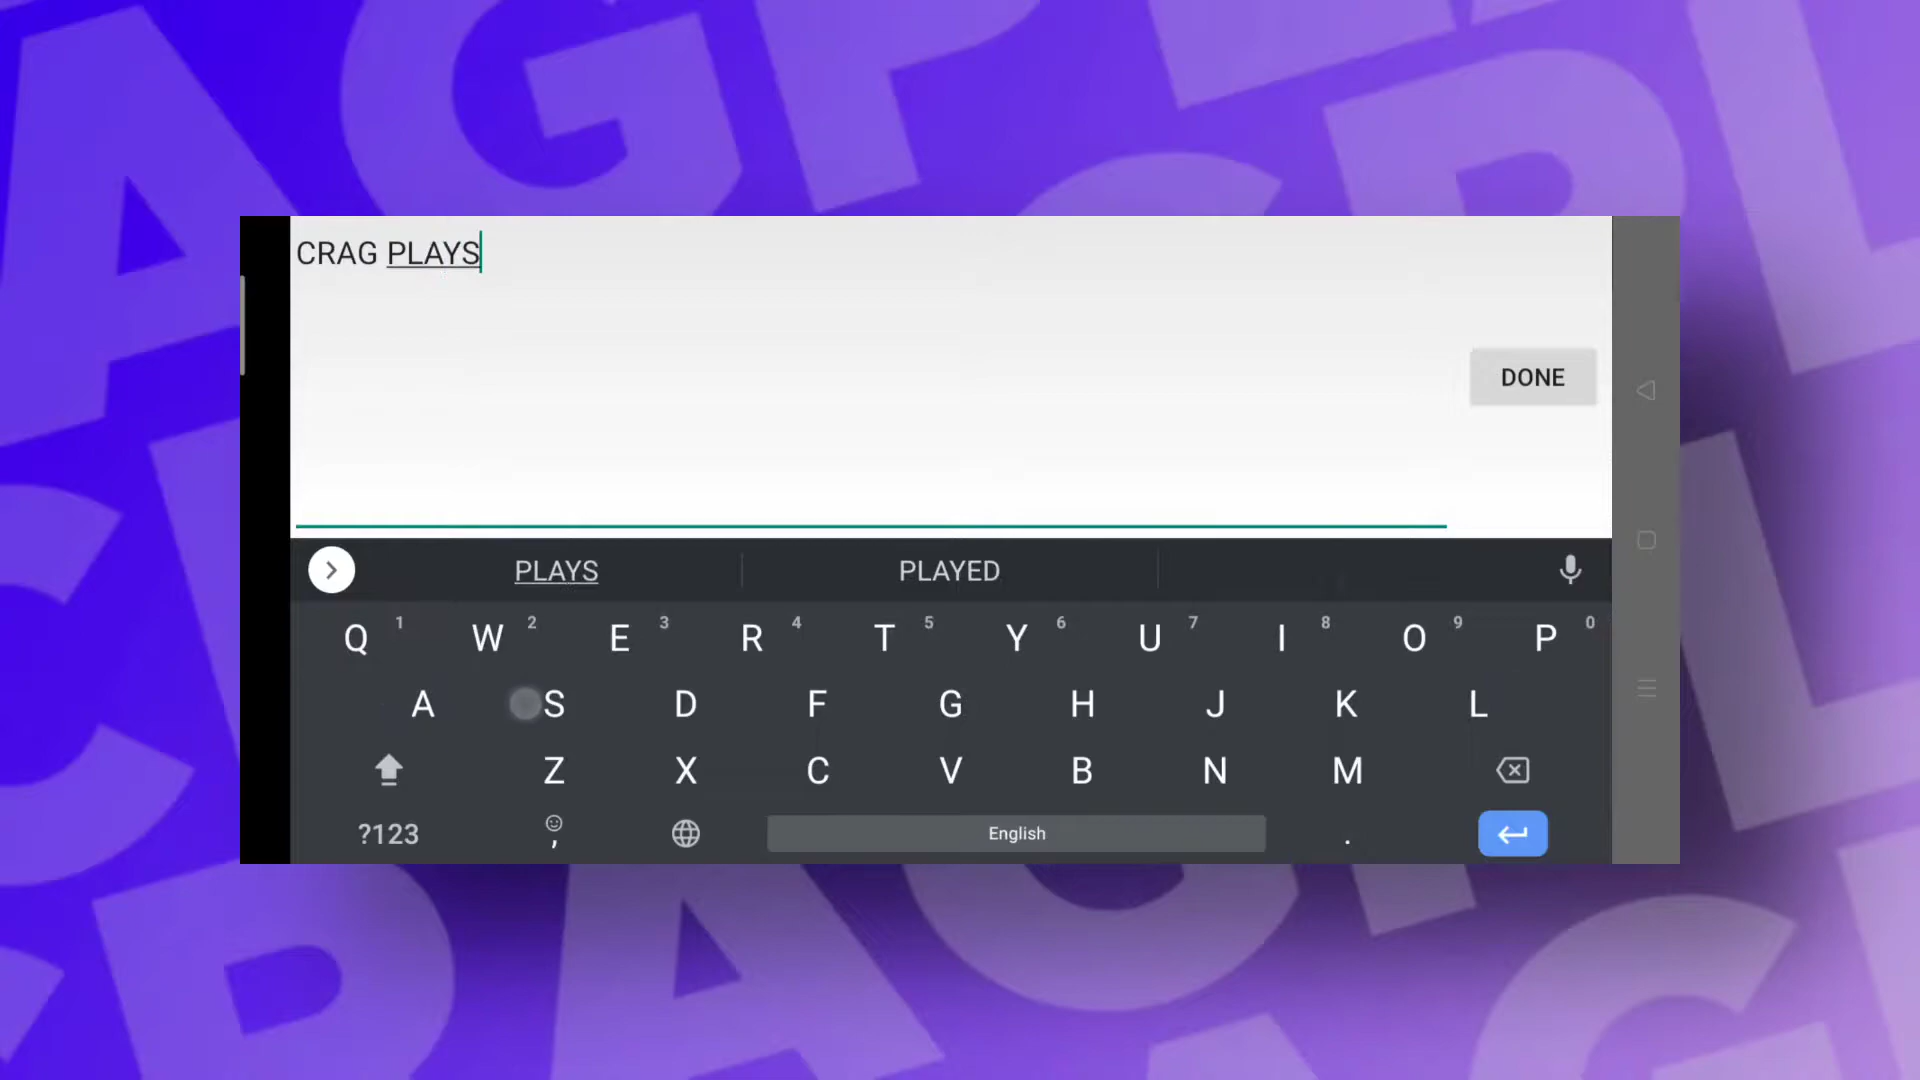 CRAG PLAYS
DONE
PLAYS PLAYED
Q 1 W 2 E 3 R 4 T 5 Y 6 U 7 I 8 O 9 P 0
A S D F G H J K L
Z X C V B N M
?123 , English .